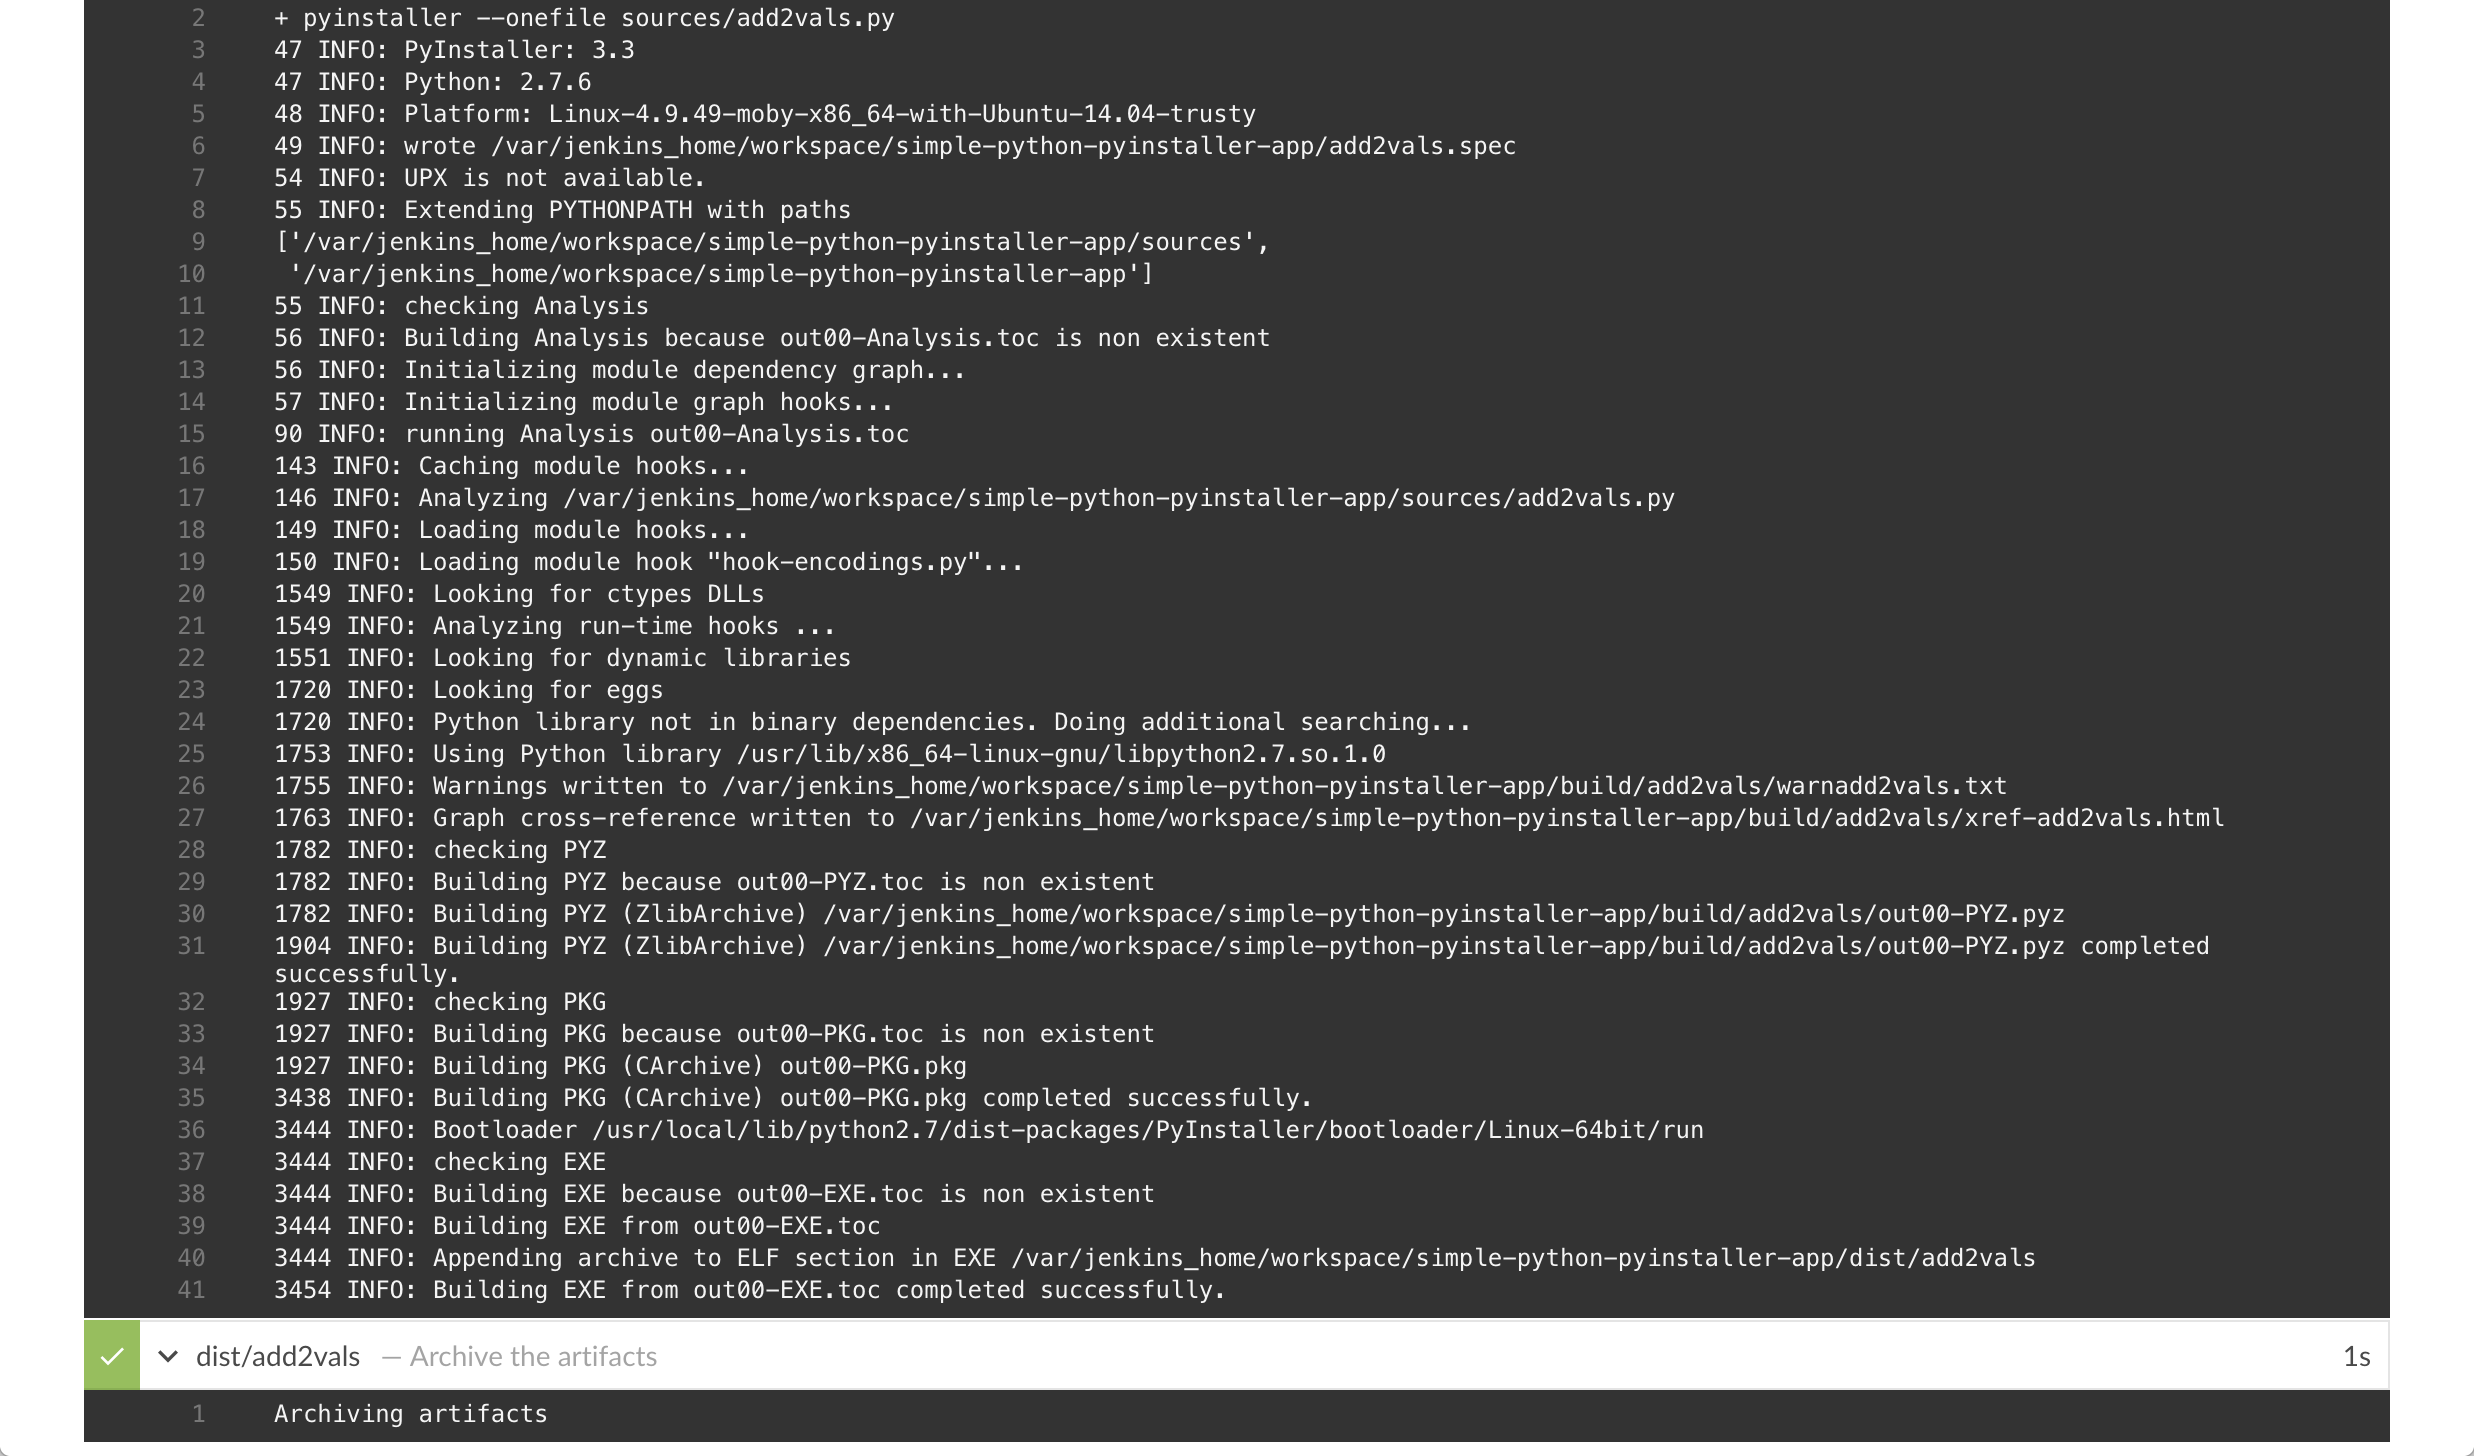 2 + pyinstaller --onefile sources/add2vals.py
3 47 INFO: PyInstaller: 3.3
4 47 INFO: Python: 2.7.6
5 48 INFO: Platform: Linux-4.9.49-moby-x86_64-with-Ubuntu-14.04-trusty
6 49 INFO: wrote /var/jenkins_home/workspace/simple-python-pyinstaller-app/add2vals.spec
7 54 INFO: UPX is not available.
8 55 INFO: Extending PYTHONPATH with paths
9 ['/var/jenkins_home/workspace/simple-python-pyinstaller-app/sources',
10 '/var/jenkins_home/workspace/simple-python-pyinstaller-app']
11 55 INFO: checking Analysis
12 56 INFO: Building Analysis because out00-Analysis.toc is non existent
13 56 INFO: Initializing module dependency graph...
14 57 INFO: Initializing module graph hooks...
15 90 INFO: running Analysis out00-Analysis.toc
16 143 INFO: Caching module hooks...
17 146 INFO: Analyzing /var/jenkins_home/workspace/simple-python-pyinstaller-app/sources/add2vals.py
18 149 INFO: Loading module hooks...
19 150 INFO: Loading module hook "hook-encodings.py"...
20 1549 INFO: Looking for ctypes DLLs
21 1549 INFO: Analyzing run-time hooks ...
22 1551 INFO: Looking for dynamic libraries
23 1720 INFO: Looking for eggs
24 1720 INFO: Python library not in binary dependencies. Doing additional searching...
25 1753 INFO: Using Python library /usr/lib/x86_64-linux-gnu/libpython2.7.so.1.0
26 1755 INFO: Warnings written to /var/jenkins_home/workspace/simple-python-pyinstaller-app/build/add2vals/warnadd2vals.txt
27 1763 INFO: Graph cross-reference written to /var/jenkins_home/workspace/simple-python-pyinstaller-app/build/add2vals/xref-add2vals.html
28 1782 INFO: checking PYZ
29 1782 INFO: Building PYZ because out00-PYZ.toc is non existent
30 1782 INFO: Building PYZ (ZlibArchive) /var/jenkins_home/workspace/simple-python-pyinstaller-app/build/add2vals/out00-PYZ.pyz
31 1904 INFO: Building PYZ (ZlibArchive) /var/jenkins_home/workspace/simple-python-pyinstaller-app/build/add2vals/out00-PYZ.pyz completed
successfully.
32 1927 INFO: checking PKG
33 1927 INFO: Building PKG because out00-PKG.toc is non existent
34 1927 INFO: Building PKG (CArchive) out00-PKG.pkg
35 3438 INFO: Building PKG (CArchive) out00-PKG.pkg completed successfully.
36 3444 INFO: Bootloader /usr/local/lib/python2.7/dist-packages/PyInstaller/bootloader/Linux-64bit/run
37 3444 INFO: checking EXE
38 3444 INFO: Building EXE because out00-EXE.toc is non existent
39 3444 INFO: Building EXE from out00-EXE.toc
40 3444 INFO: Appending archive to ELF section in EXE /var/jenkins_home/workspace/simple-python-pyinstaller-app/dist/add2vals
41 3454 INFO: Building EXE from out00-EXE.toc completed successfully.
dist/add2vals — Archive the artifacts 1s
1 Archiving artifacts